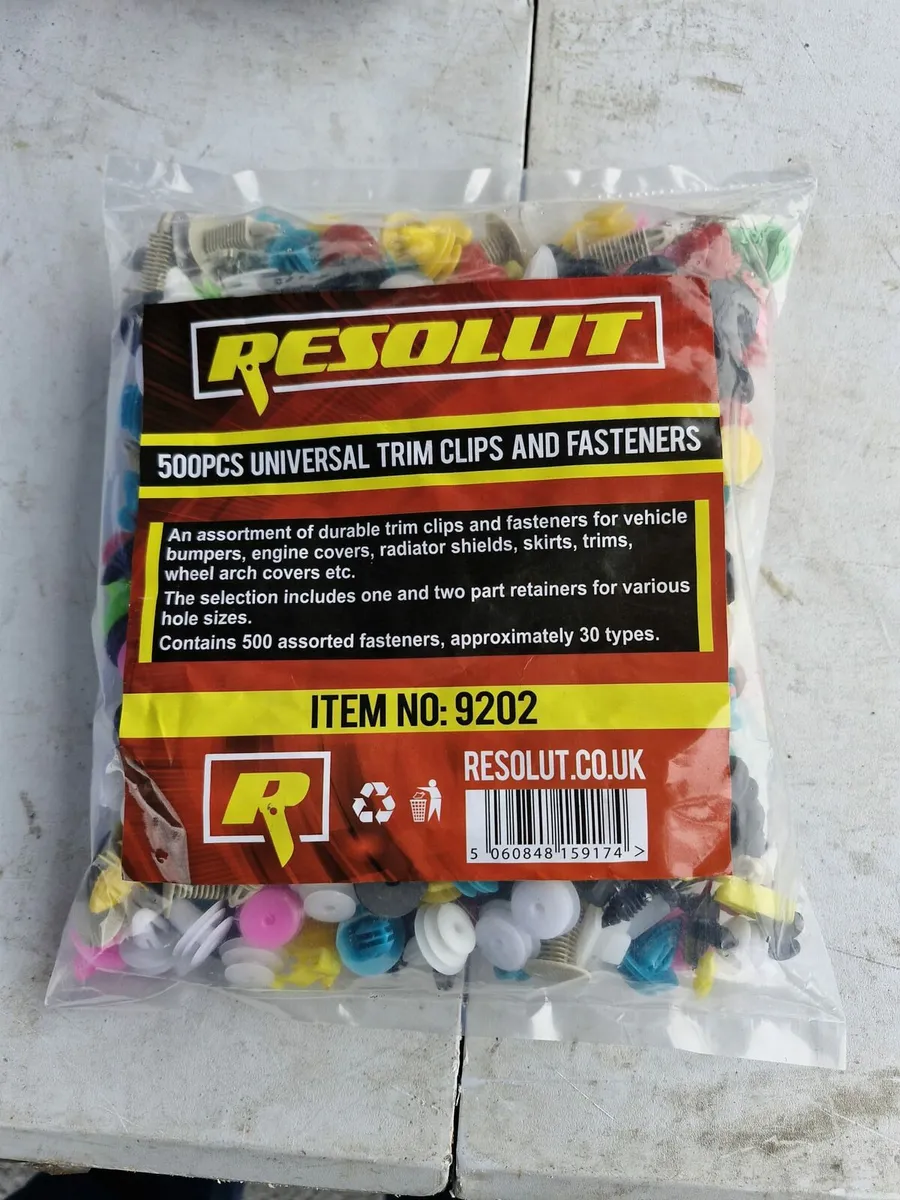 RESOLUT
500PCS UNIVERSAL TRIM CLIPS AND FASTENERS
An assortment of durable trim clips and fasteners for vehicle
bumpers, engine covers, radiator shields, skirts, trims,
wheel arch covers etc.
The selection includes one and two part retainers for various
hole sizes.
Contains 500 assorted fasteners, approximately 30 types.
ITEM NO: 9202
R
RESOLUT.CO.UK
5 060848 159174 >